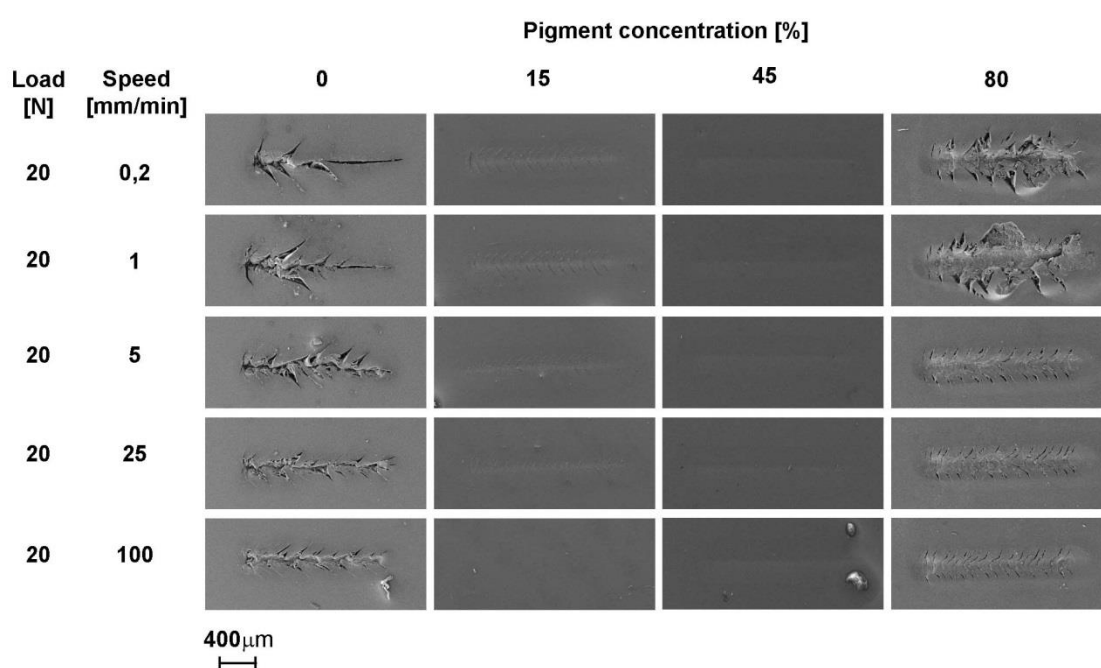 Pigment concentration [%]
Load Speed 0 15 45 80
[N] [mm/min]
20 0,2
20 1
20 5
20 25
20 100
400μm